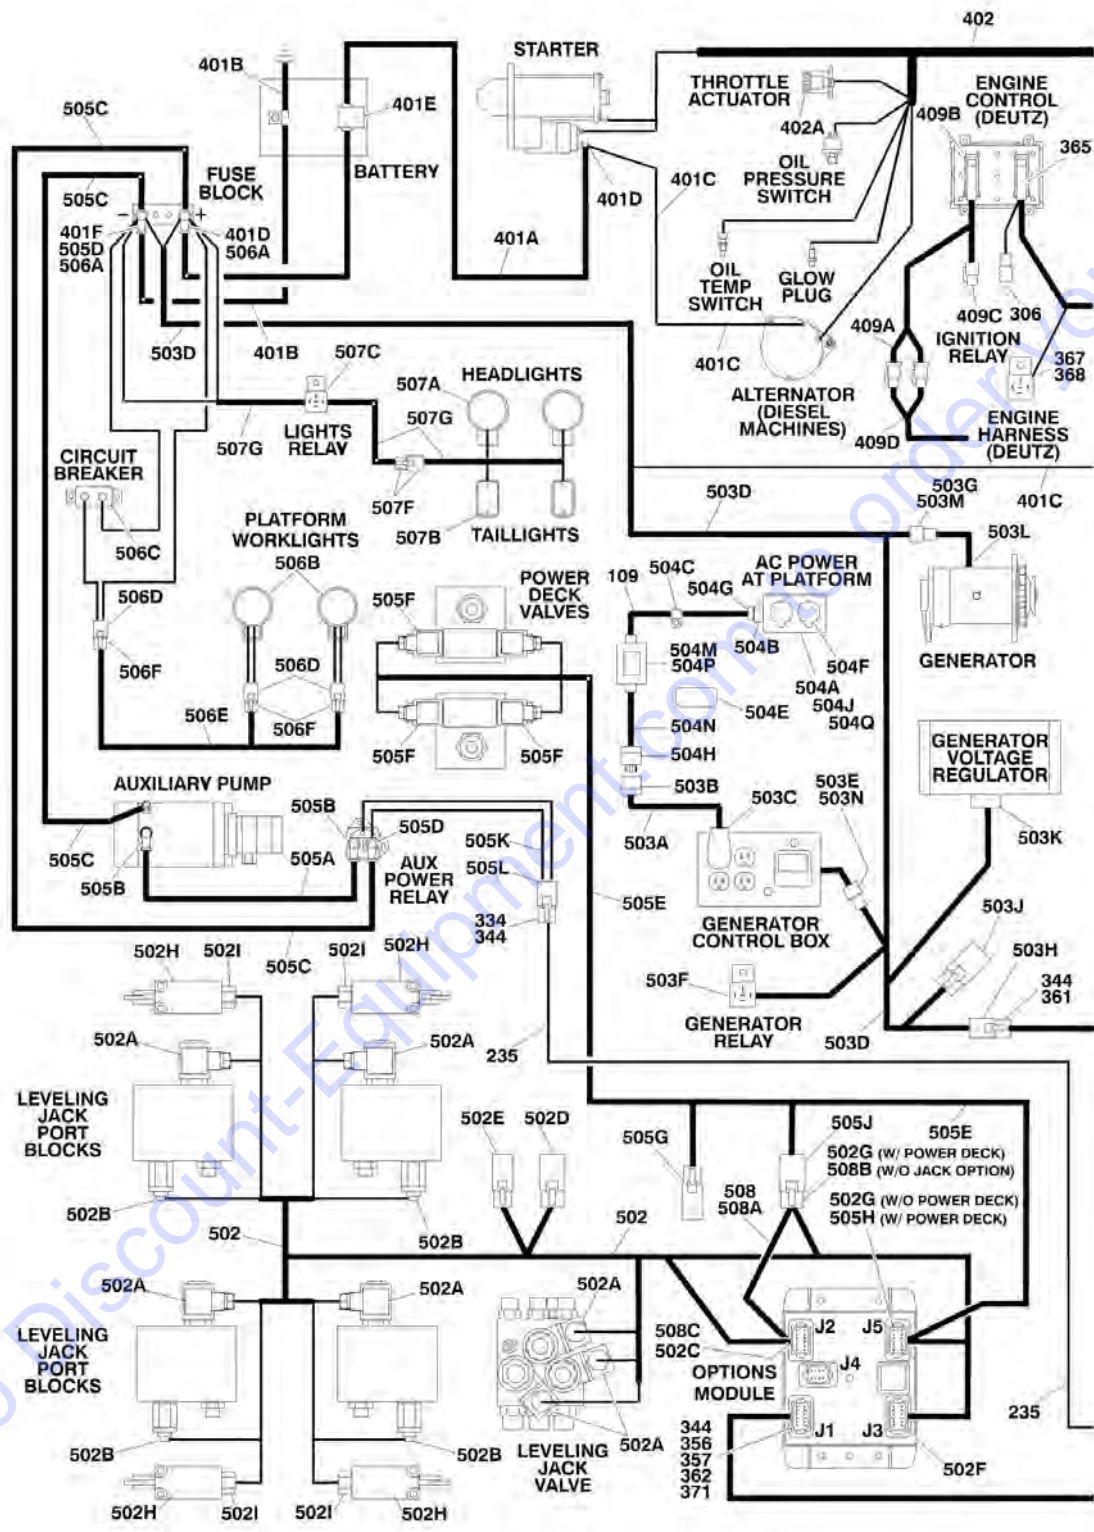 402
STARTER
THROTTLE
ACTUATOR
402A
OIL
PRESSURE
SWITCH
ENGINE
CONTROL
(DEUTZ)
409B
365
401B
401E
BATTERY
505C
505C
FUSE
BLOCK
-
+
401F
505D
506A
401D
506A
401D
401C
401A
OIL
TEMP
SWITCH
GLOW
PLUG
409C
306
503D
401B
401C
409A
IGNITION
RELAY
367
368
ALTERNATOR
(DIESEL
MACHINES)
409D
ENGINE
HARNESS
(DEUTZ)
401C
507C
507A
HEADLIGHTS
507G
507G
LIGHTS
RELAY
507F
507B
TAILLIGHTS
CIRCUIT
BREAKER
506C
PLATFORM
WORKLIGHTS
506B
506D
506F
506D
506F
506E
POWER
DECK
VALVES
505F
505F
505F
503D
503G
503M
503L
GENERATOR
109
504C
504G
AC POWER
AT PLATFORM
504B
504F
504M
504P
504A
504J
504Q
504E
504N
504H
503B
503A
503C
503E
503N
GENERATOR
VOLTAGE
REGULATOR
503K
GENERATOR
CONTROL BOX
503J
503H
344
361
503F
GENERATOR
RELAY
503D
AUXILIARY PUMP
505C
505B
505A
505B
505D
AUX
POWER
RELAY
505K
505L
334
344
505E
505C
235
502H
502I
502I
502H
502A
502A
LEVELING
JACK
PORT
BLOCKS
502B
502
502B
502E
502D
505G
505J
502G (W/ POWER DECK)
508B (W/O JACK OPTION)
505E
502G (W/O POWER DECK)
505H (W/ POWER DECK)
508
508A
502
502A
502A
LEVELING
JACK
PORT
BLOCKS
502B
502B
502H
502I
502I
502H
502A
502A
LEVELING
JACK
VALVE
508C
502C
OPTIONS
MODULE
J2
J5
J4
J1
J3
344
356
357
362
371
502F
235
Discount-Equipment.com to order yo